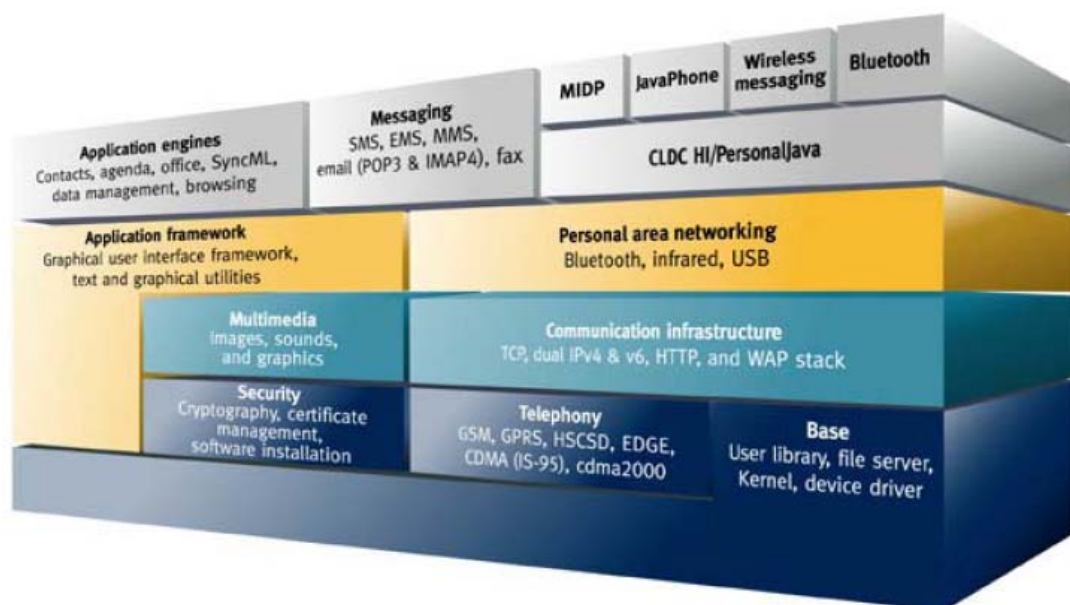 MIDP
JavaPhone
Wireless
messaging
Bluetooth
Application engines
Contacts, agenda, office, SyncML,
data management, browsing
Messaging
SMS, EMS, MMS,
email (POP3 & IMAP4), fax
CLDC HI/PersonalJava
Application framework
Graphical user interface framework,
text and graphical utilities
Personal area networking
Bluetooth, infrared, USB
Multimedia
images, sounds,
and graphics
Communication infrastructure
TCP, dual IPv4 & v6, HTTP, and WAP stack
Security
Cryptography, certificate
management,
software installation
Telephony
GSM, GPRS, HSCSD, EDGE,
CDMA (IS-95), cdma2000
Base
User library, file server,
Kernel, device driver